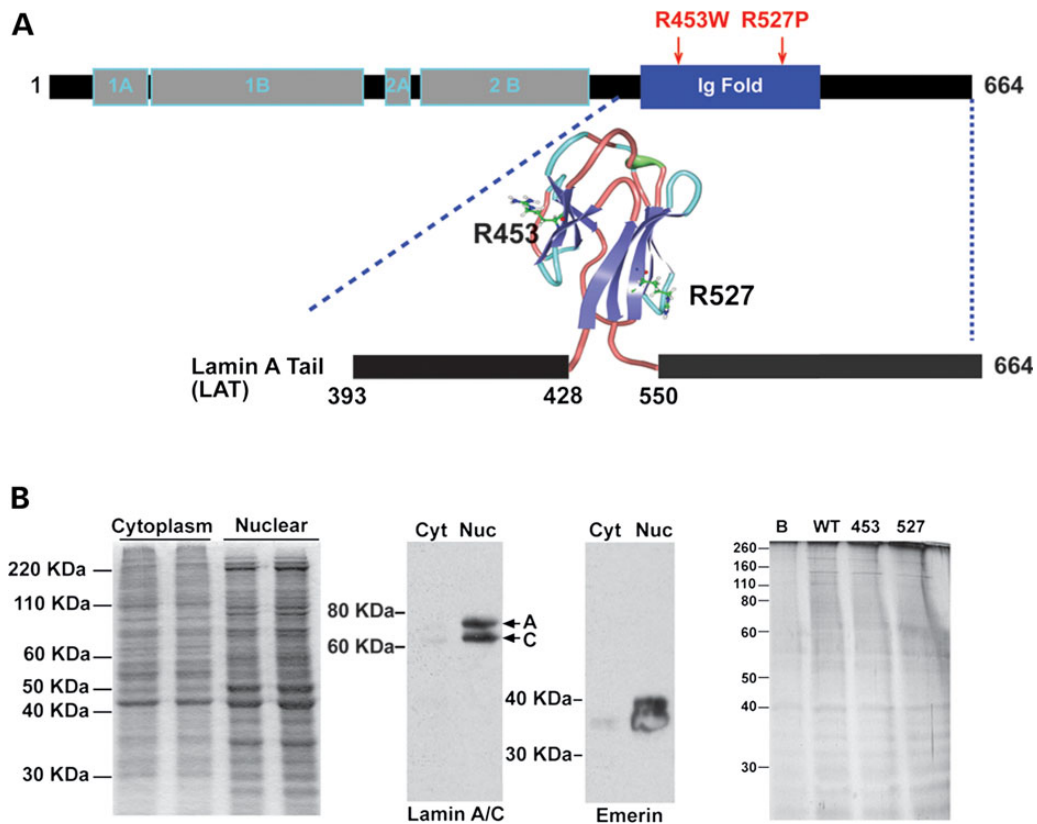 A
R453W R527P
1 1A 1B 2A 2 B Ig Fold 664
R453
R527
Lamin A Tail
(LAT)
664
393 428 550
B
Cytoplasm Nuclear
220 KDa
110 KDa
60 KDa
50 KDa
40 KDa
30 KDa
Cyt Nuc
80 KDa
60 KDa
A
C
Lamin A/C
Cyt Nuc
40 KDa
30 KDa
Emerin
B WT 453 527
260
160
110
80
60
50
40
30